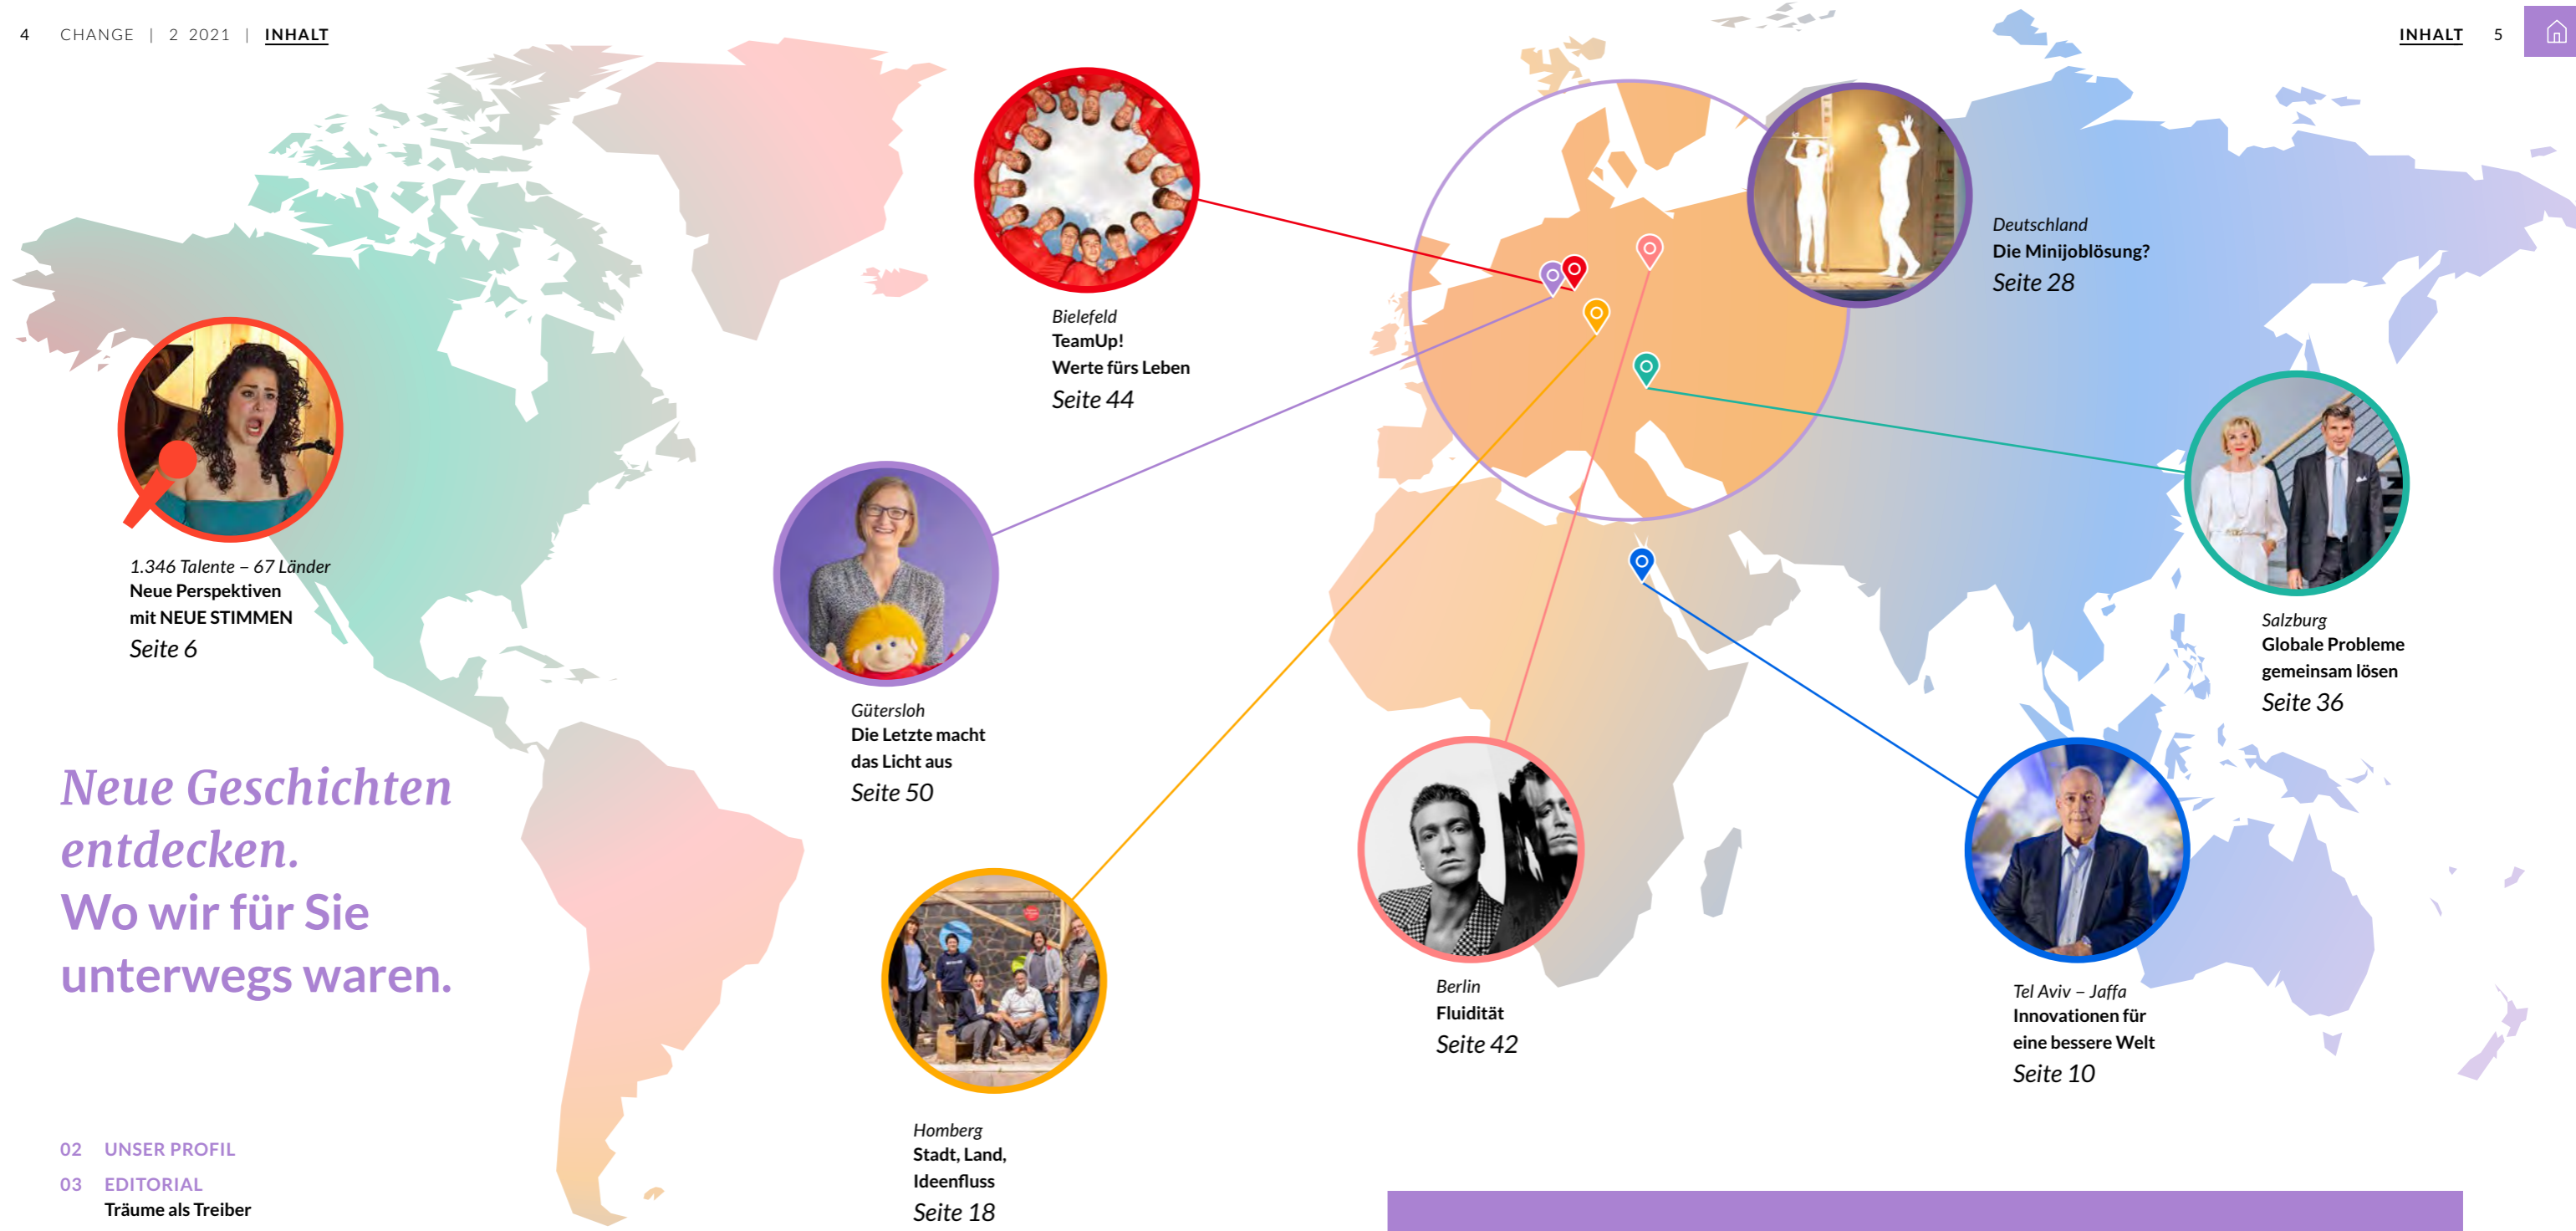 4 CHANGE | 2 2021 | INHALT
INHALT 5
Bielefeld
TeamUp!
Werte fürs Leben
Seite 44
Deutschland
Die Minijoblösung?
Seite 28
1.346 Talente – 67 Länder
Neue Perspektiven
mit NEUE STIMMEN
Seite 6
Gütersloh
Die Letzte macht
das Licht aus
Seite 50
Salzburg
Globale Probleme
gemeinsam lösen
Seite 36
Neue Geschichten
entdecken.
Wo wir für Sie
unterwegs waren.
Berlin
Fluidität
Seite 42
Tel Aviv – Jaffa
Innovationen für
eine bessere Welt
Seite 10
Homberg
Stadt, Land,
Ideenfluss
Seite 18
02 UNSER PROFIL
03 EDITORIAL
Träume als Treiber